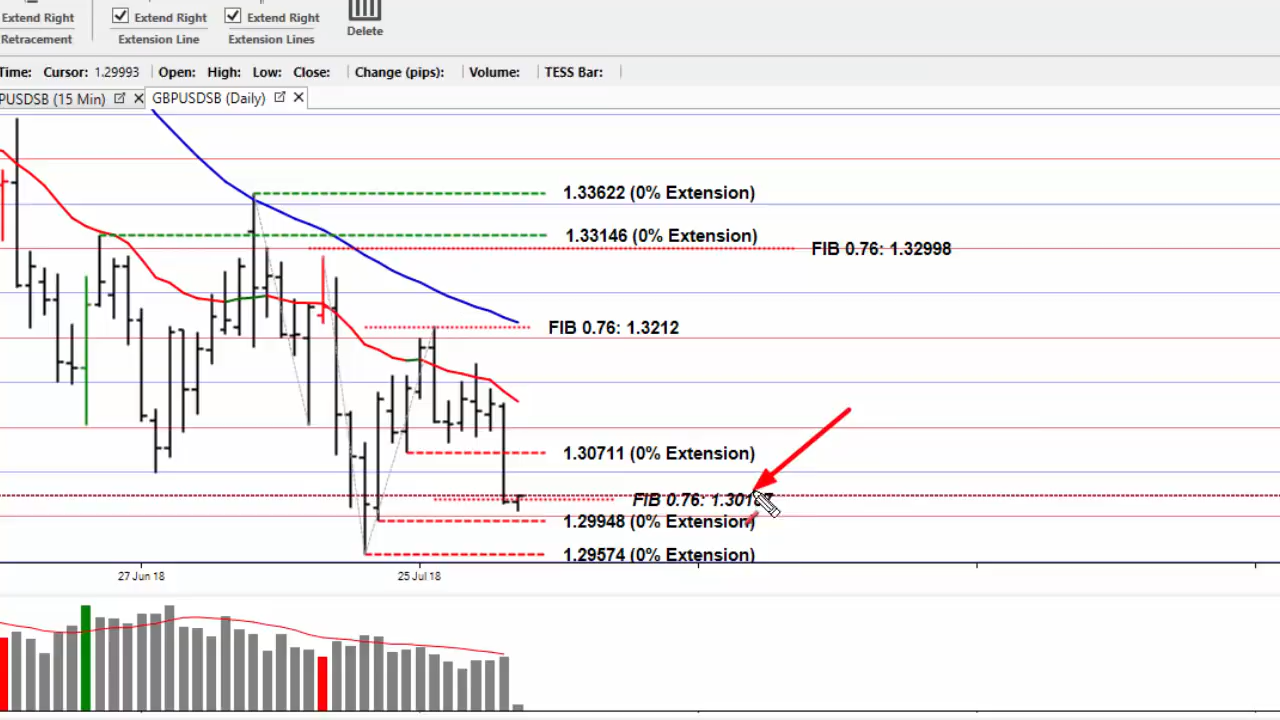 Extend Right Extend Right Extend Right
Retracement Extension Line Extension Lines Delete
Time: Cursor: 1.29993 Open: High: Low: Close: Change (pips): Volume: TESS Bar:
PUSDSB (15 Min) GBPUSDSB (Daily)
1.33622 (0% Extension)
1.33146 (0% Extension)
FIB 0.76: 1.32998
FIB 0.76: 1.3212
1.30711 (0% Extension)
FIB 0.76:
1.29948 (0% Extension)
1.29574 (0% Extension)
27 Jun 18 25 Jul 18